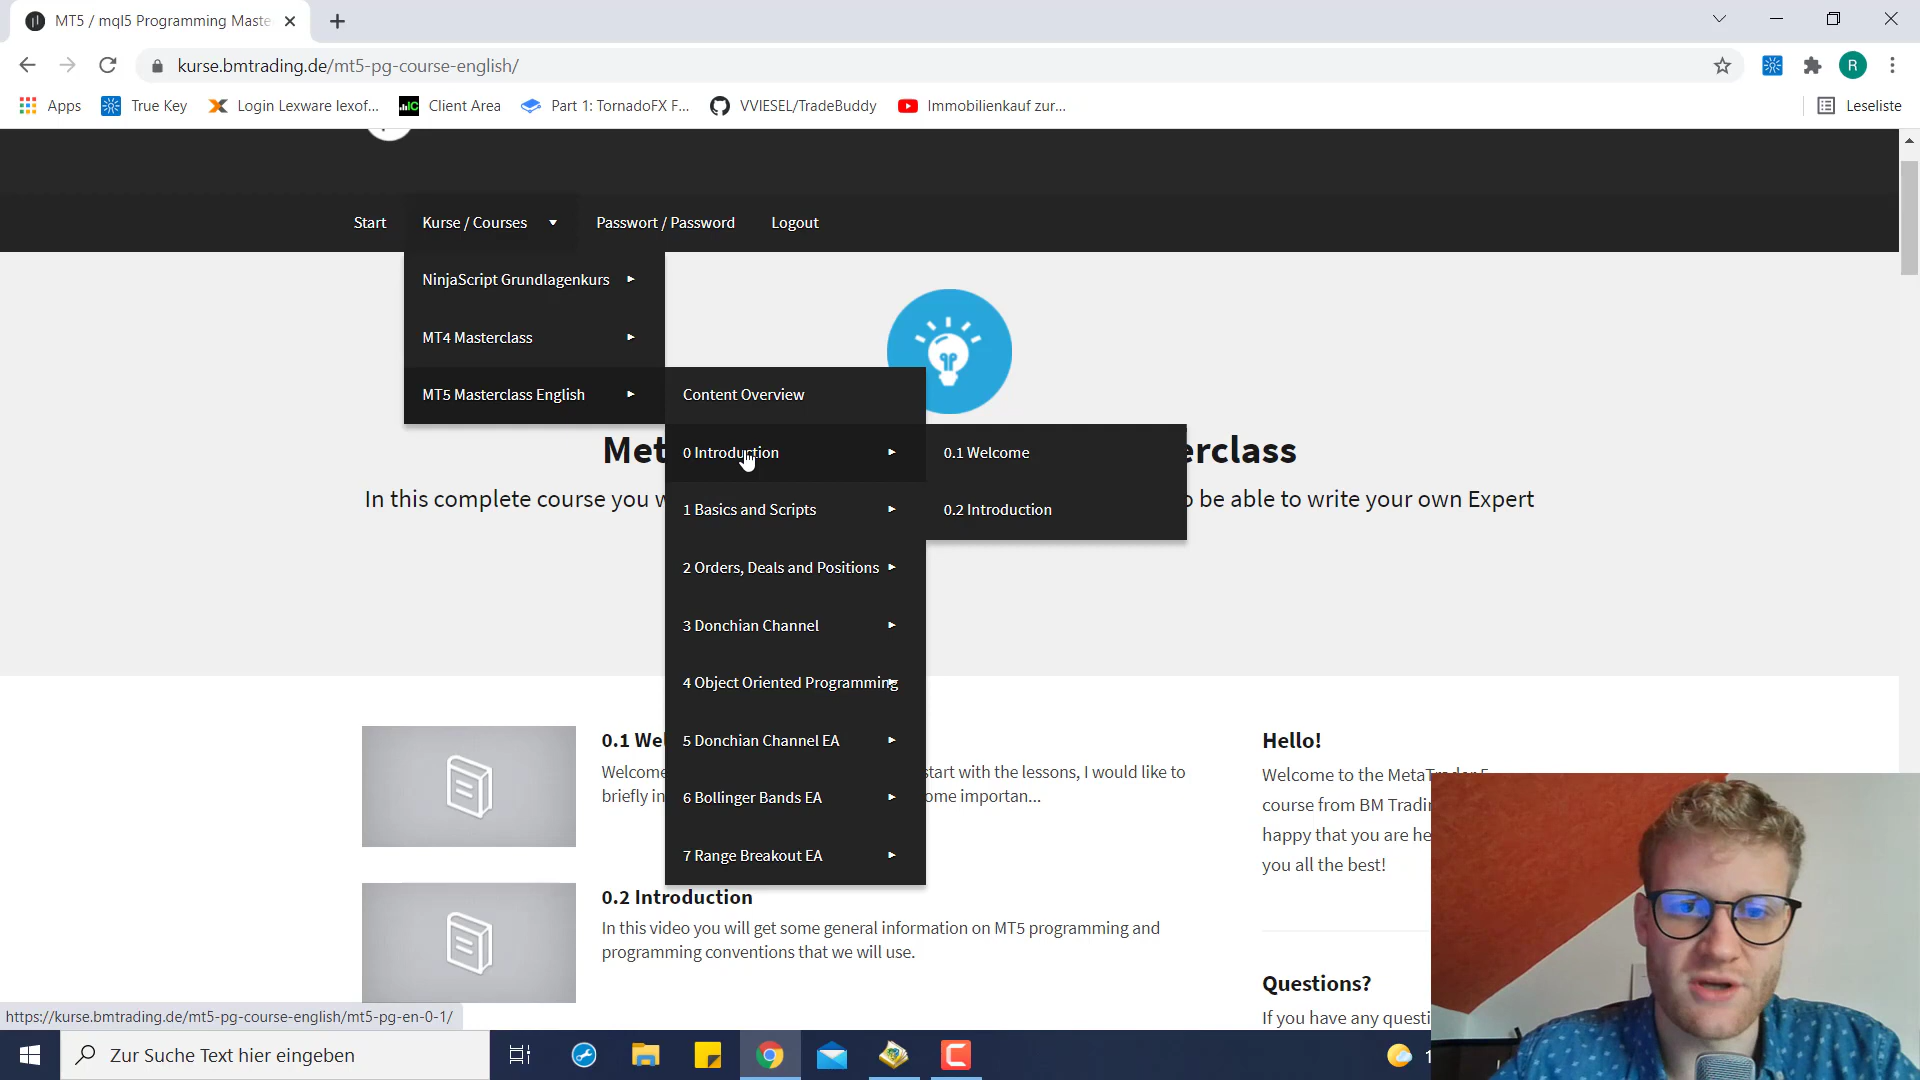 MT5 / mql5 Programming Maste
kurse.bmtrading.de/mt5-pg-course-english/
R
Apps
True Key
Login Lexware lexof...
Client Area
Part 1: TornadoFX F...
VVIESEL/TradeBuddy
Immobilienkauf zur...
Leseliste
Start
Kurse / Courses
Passwort / Password
Logout
NinjaScript Grundlagenkurs
MT4 Masterclass
MT5 Masterclass English
Content Overview
0 Introduction
1 Basics and Scripts
2 Orders, Deals and Positions
3 Donchian Channel
4 Object Oriented Programming
5 Donchian Channel EA
6 Bollinger Bands EA
7 Range Breakout EA
0.1 Welcome
0.2 Introduction
Met rclass
In this complete course you w be able to write your own Expert
0.1 Wel
Welcome start with the lessons, I would like to
briefly in ome importan...
0.2 Introduction
In this video you will get some general information on MT5 programming and
programming conventions that we will use.
Hello!
Welcome to the MetaTrader 5
course from BM Tradi
happy that you are he
you all the best!
Questions?
If you have any questi
https://kurse.bmtrading.de/mt5-pg-course-english/mt5-pg-en-0-1/
Zur Suche Text hier eingeben